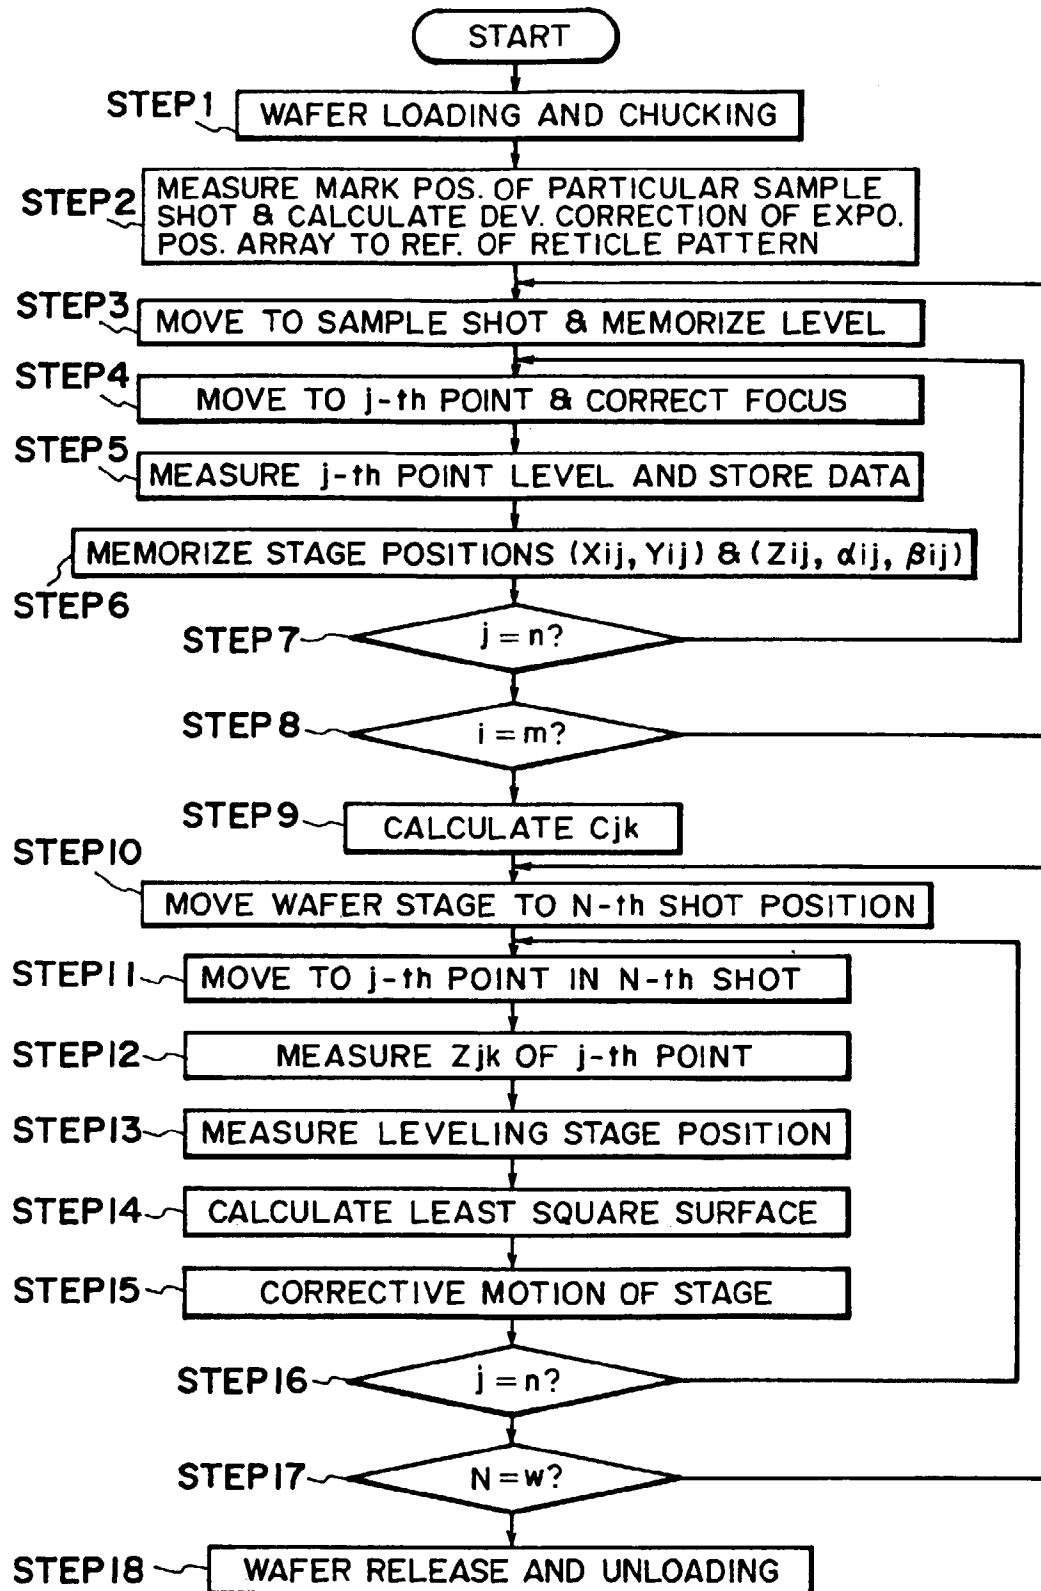 START
STEP1
WAFER LOADING AND CHUCKING
STEP2
MEASURE MARK POS. OF PARTICULAR SAMPLE
SHOT & CALCULATE DEV. CORRECTION OF EXPO.
POS. ARRAY TO REF. OF RETICLE PATTERN
STEP3
MOVE TO SAMPLE SHOT & MEMORIZE LEVEL
STEP4
MOVE TO j-th POINT & CORRECT FOCUS
STEP5
MEASURE j-th POINT LEVEL AND STORE DATA
MEMORIZE STAGE POSITIONS (Xij, Yij) & (Zij, αij, βij)
STEP6
STEP7
j = n?
STEP8
i = m?
STEP9
CALCULATE Cjk
STEP10
MOVE WAFER STAGE TO N-th SHOT POSITION
STEP11
MOVE TO j-th POINT IN N-th SHOT
STEP12
MEASURE Zjk OF j-th POINT
STEP13
MEASURE LEVELING STAGE POSITION
STEP14
CALCULATE LEAST SQUARE SURFACE
STEP15
CORRECTIVE MOTION OF STAGE
STEP16
j = n?
STEP17
N = w?
STEP18
WAFER RELEASE AND UNLOADING